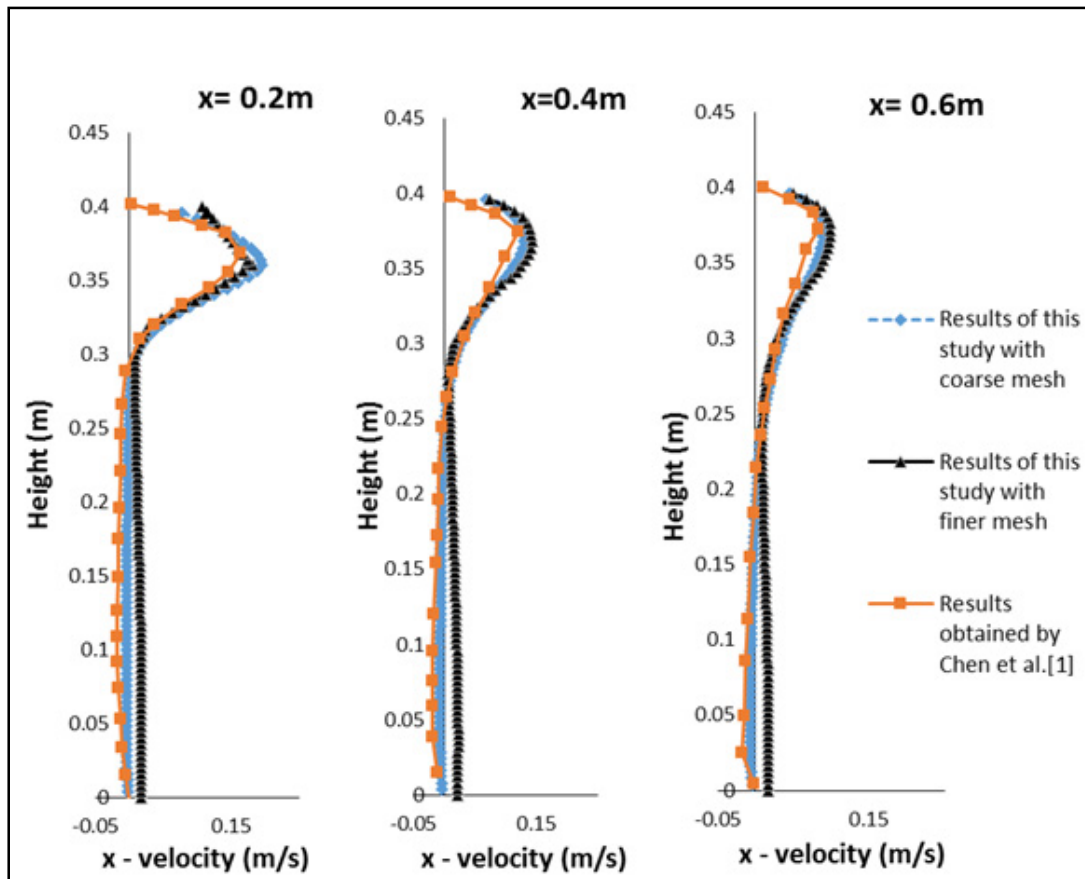 x= 0.2m
0.45
0.4
0.35
0.3
0.25
0.2
0.15
0.1
0.05
0
-0.05 0.15
Height (m)
x - velocity (m/s)
x=0.4m
0.45
0.4
0.35
0.3
0.25
0.2
0.15
0.1
0.05
0
-0.05 0.15
Height (m)
x - velocity (m/s)
x= 0.6m
0.45
0.4
0.35
0.3
0.25
0.2
0.15
0.1
0.05
0
-0.05 0.15
Height (m)
x - velocity (m/s)
Results of this
study with
coarse mesh
Results of this
study with
finer mesh
Results
obtained by
Chen et al.[1]